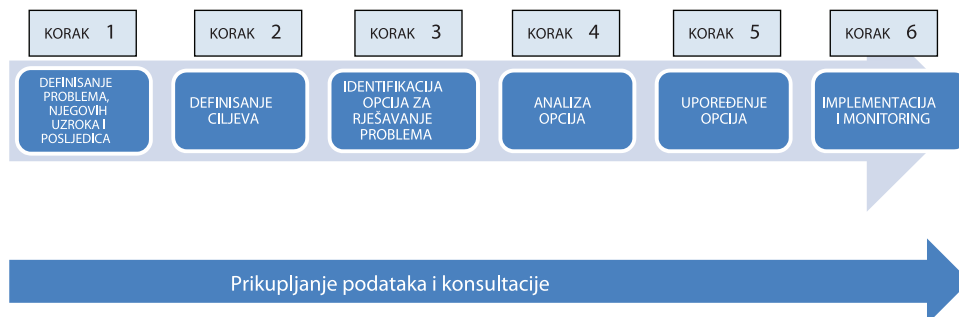 KORAK 1
KORAK 2
KORAK 3
KORAK 4
KORAK 5
KORAK 6
DEFINISANJE
PROBLEMA,
NJEGOVIH
UZROKA I
POSLJEDICA
DEFINISANJE
CILJEVA
IDENTIFIKACIJA
OPCIJA ZA
RJEŠAVANJE
PROBLEMA
ANALIZA
OPCIJA
UPOREĐENJE
OPCIJA
IMPLEMENTACIJA
I MONITORING
Prikupljanje podataka i konsultacije